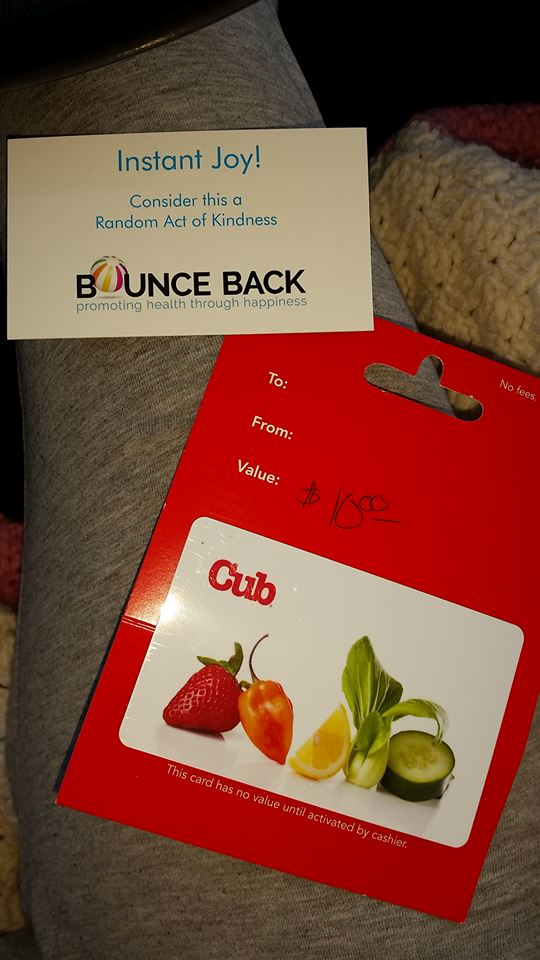 Instant Joy!
Consider this a
Random Act of Kindness
BOUNCE BACK
promoting health through happiness
No fees.
To:
From:
Value: $ 10.00
Cub
This card has no value until activated by cashier.